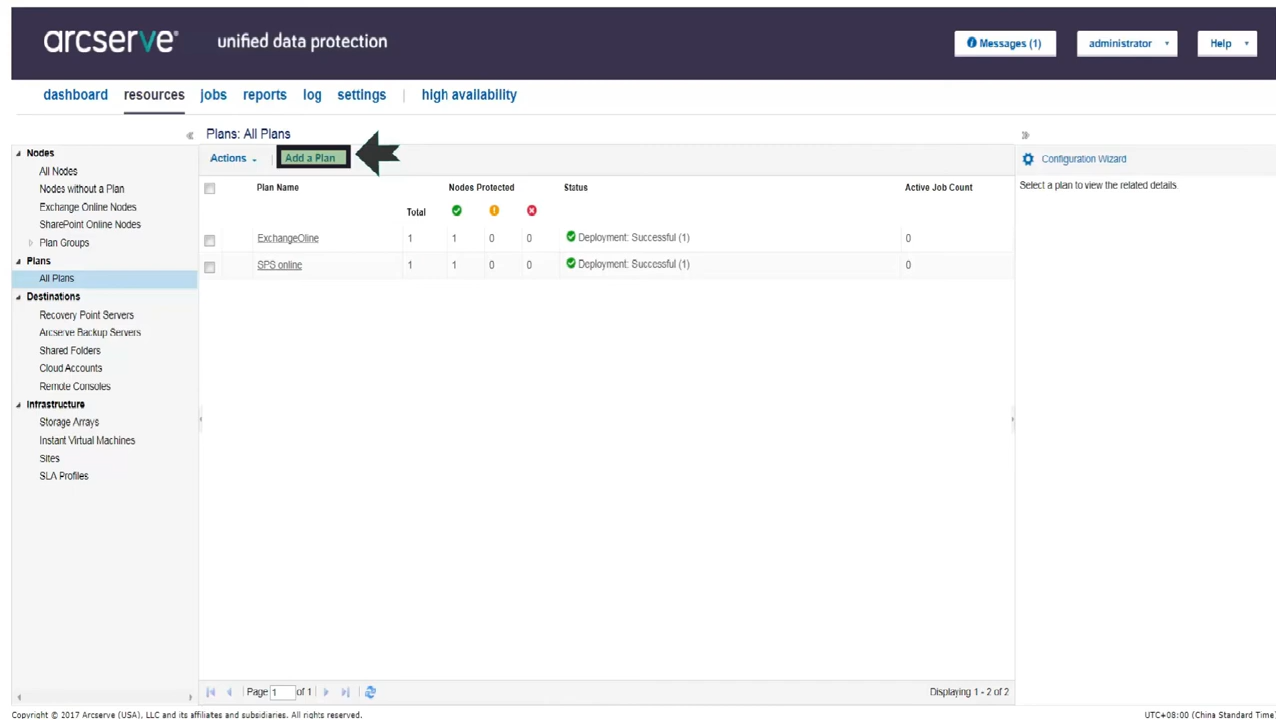 arcserve® unified data protection Messages (1) administrator Help
dashboard resources jobs reports log settings | high availability
Plans: All Plans
Nodes
All Nodes
Nodes without a Plan
Exchange Online Nodes
SharePoint Online Nodes
Plan Groups
Plans
All Plans
Destinations
Recovery Point Servers
Arcserve Backup Servers
Shared Folders
Cloud Accounts
Remote Consoles
Infrastructure
Storage Arrays
Instant Virtual Machines
Sites
SLA Profiles
Actions Add a Plan
Plan Name Nodes Protected Status Active Job Count
Total
ExchangeOline 1 1 0 0 Deployment: Successful (1) 0
SPS online 1 1 0 0 Deployment: Successful (1) 0
Page 1 of 1 Displaying 1 - 2 of 2
Configuration Wizard
Select a plan to view the related details
Copyright © 2017 Arcserve (USA), LLC and its affiliates and subsidiaries. All rights reserved. UTC+08:00 (China Standard Time)